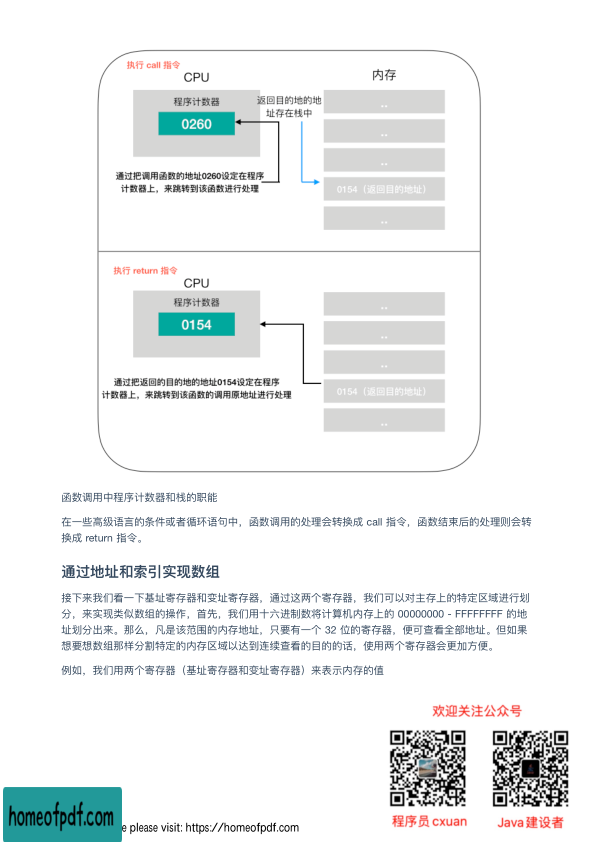 执行 call 指令
CPU
内存
程序计数器
0260
返回目的地的地
址存在栈中
..
..
..
0154（返回目的地址）
..
通过把调用函数的地址0260设定在程序
计数器上，来跳转到该函数进行处理
执行 return 指令
CPU
程序计数器
0154
..
..
..
0154（返回目的地址）
..
通过把返回的目的地的地址0154设定在程序
计数器上，来跳转到该函数的调用原地址进行处理
函数调用中程序计数器和栈的职能
在一些高级语言的条件或者循环语句中，函数调用的处理会转换成 call 指令，函数结束后的处理则会转
换成 return 指令。
通过地址和索引实现数组
接下来我们看一下基址寄存器和变址寄存器，通过这两个寄存器，我们可以对主存上的特定区域进行划
分，来实现类似数组的操作，首先，我们用十六进制数将计算机内存上的 00000000 - FFFFFFFF 的地
址划分出来。那么，凡是该范围的内存地址，只要有一个 32 位的寄存器，便可查看全部地址。但如果
想要想数组那样分割特定的内存区域以达到连续查看的目的的话，使用两个寄存器会更加方便。
例如，我们用两个寄存器（基址寄存器和变址寄存器）来表示内存的值
欢迎关注公众号
程序员cxuan
Java建设者
homeofpdf.com
e please visit: https://homeofpdf.com